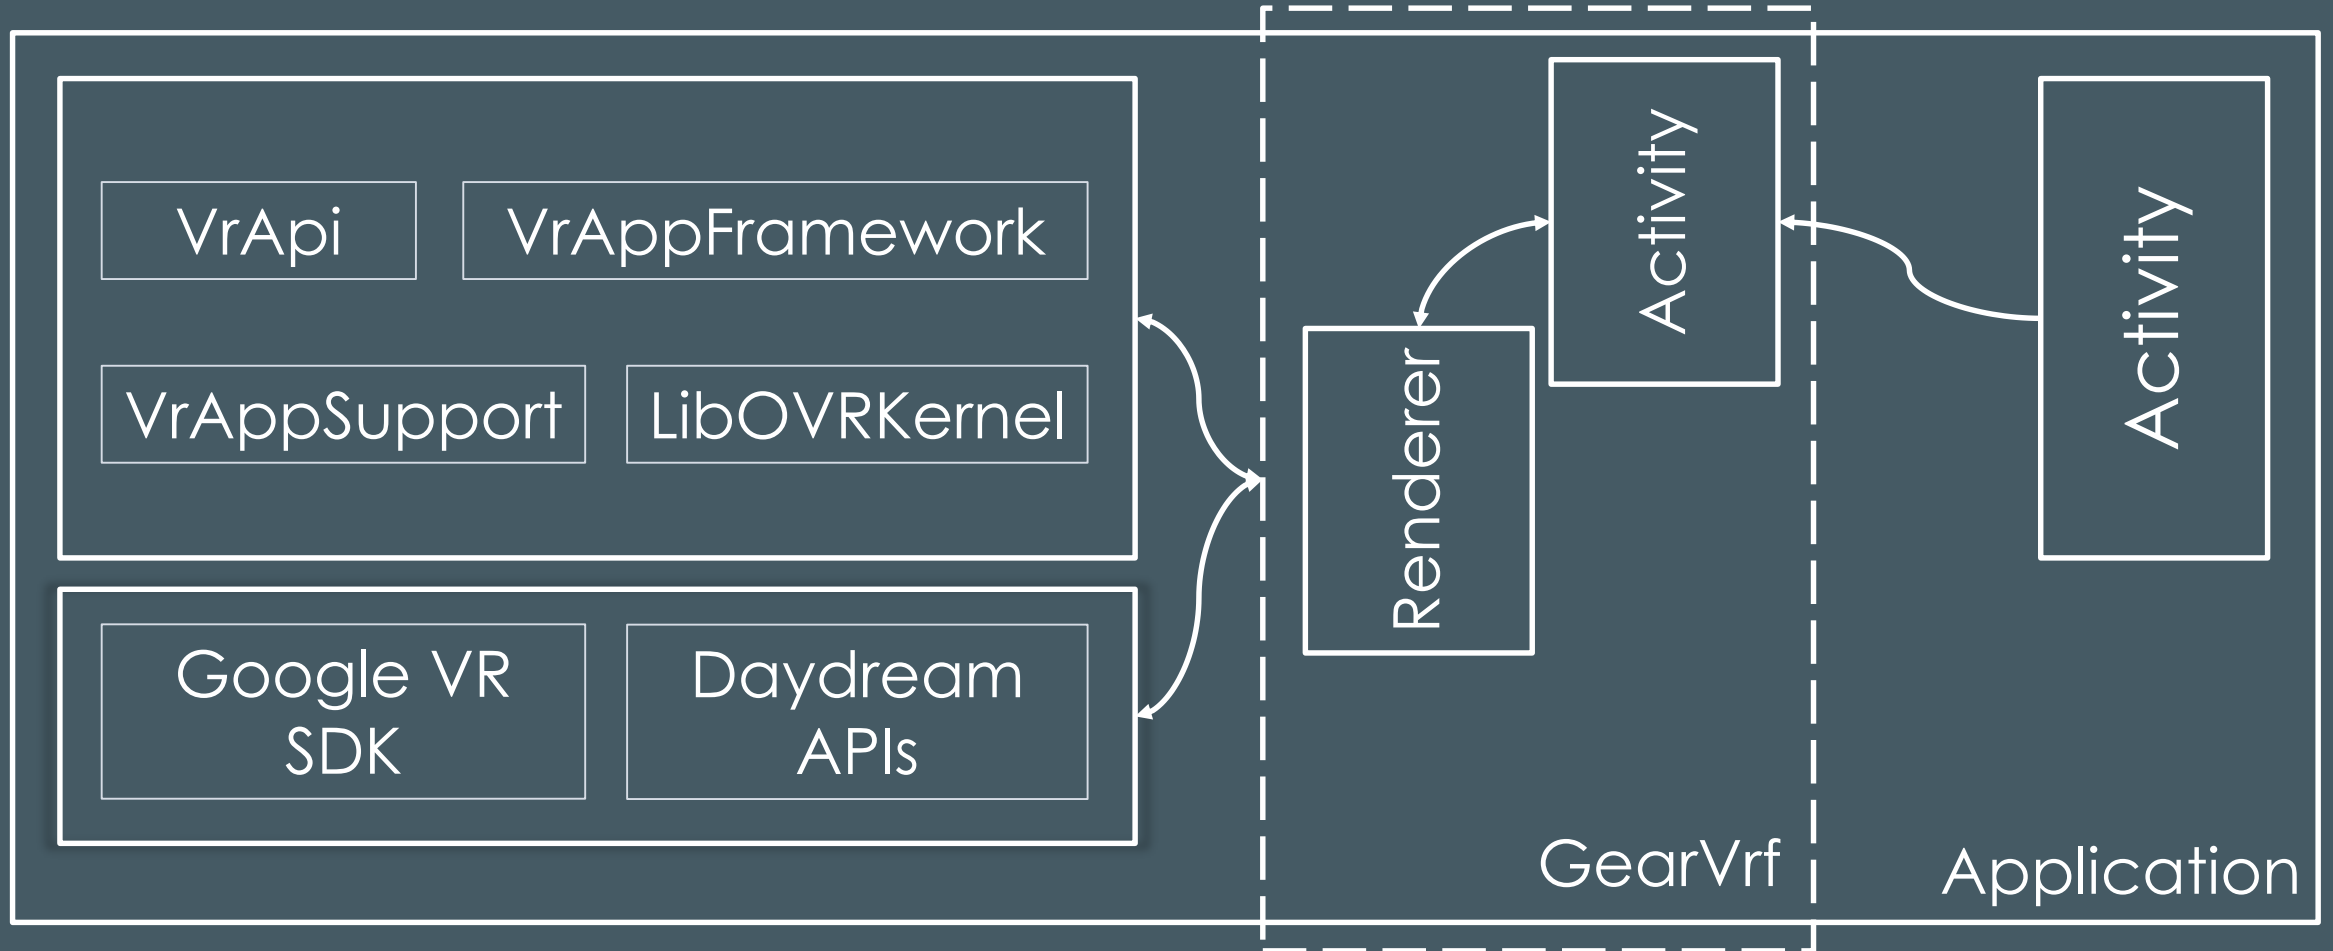 VrApi
VrAppFramework
VrAppSupport
LibOVRKernel
Google VR
SDK
Daydream
APIs
Renderer
Activity
GearVrf
Activity
Application